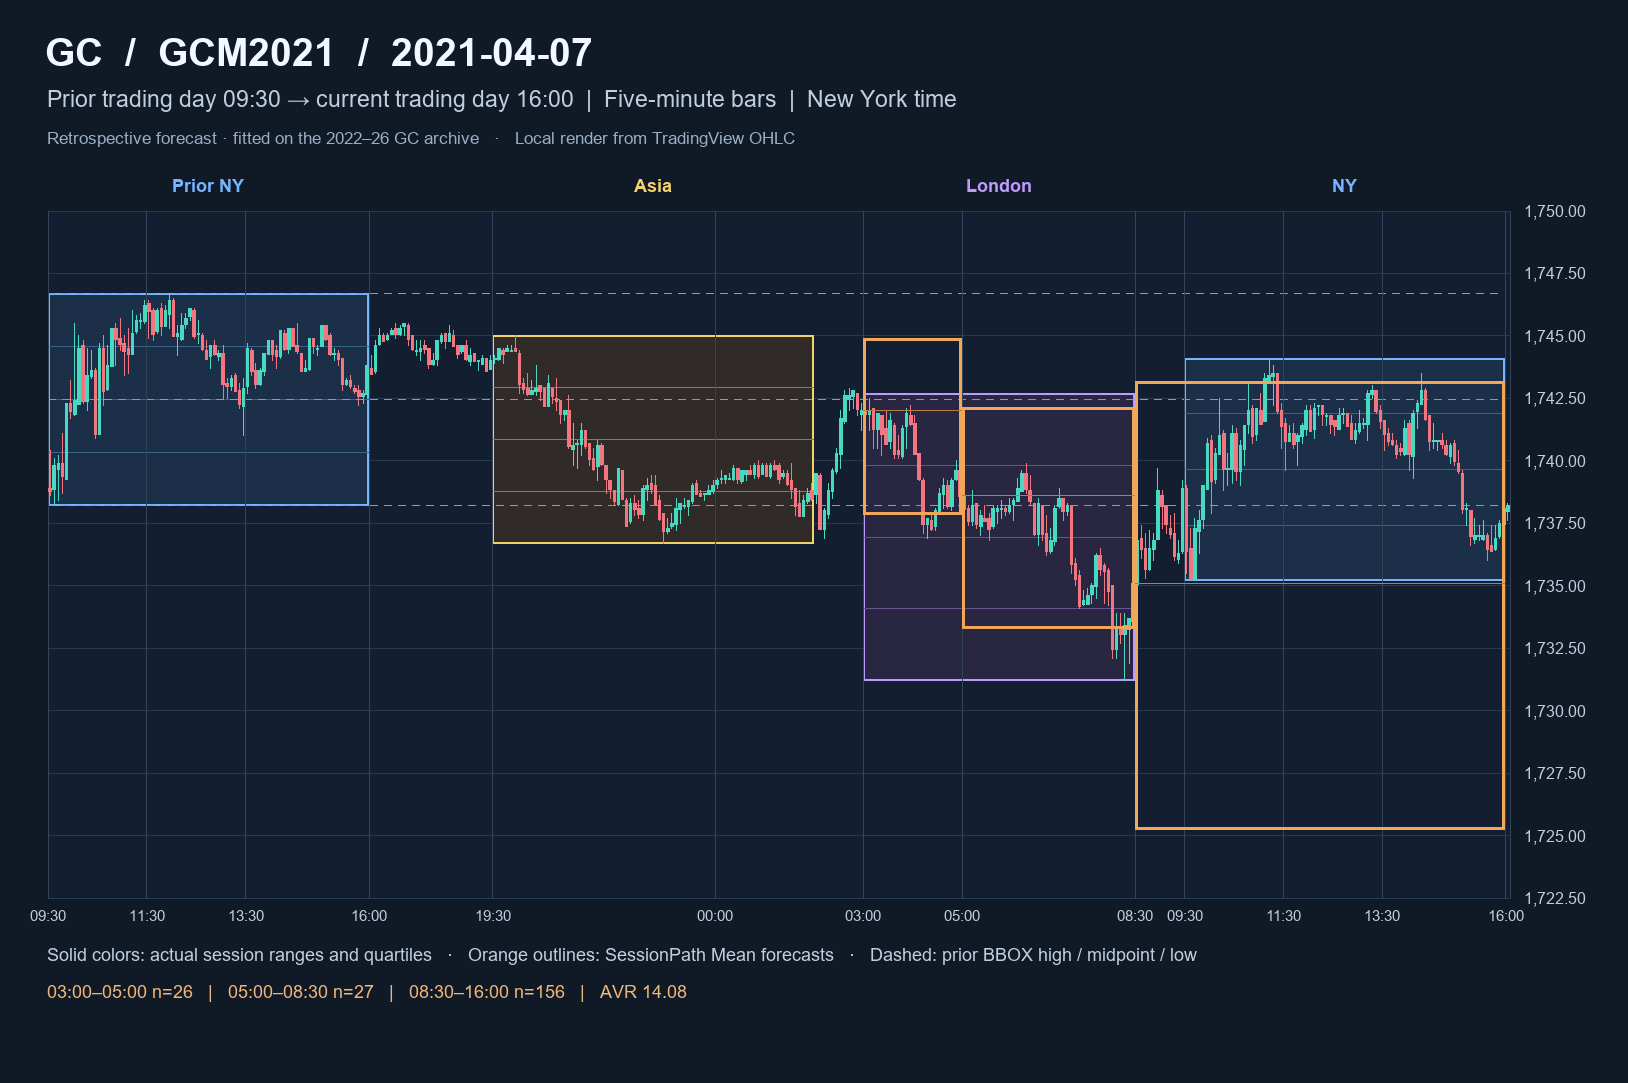 GC / GCM2021 / 2021-04-07
Prior trading day 09:30 → current trading day 16:00 | Five-minute bars | New York time
Retrospective forecast · fitted on the 2022–26 GC archive · Local render from TradingView OHLC
Prior NY Asia London NY
1,750.00
1,747.50
1,745.00
1,742.50
1,740.00
1,737.50
1,735.00
1,732.50
1,730.00
1,727.50
1,725.00
1,722.50
09:30 11:30 13:30 16:00 19:30 00:00 03:00 05:00 08:30 09:30 11:30 13:30 16:00
Solid colors: actual session ranges and quartiles · Orange outlines: SessionPath Mean forecasts · Dashed: prior BBOX high / midpoint / low
03:00–05:00 n=26 | 05:00–08:30 n=27 | 08:30–16:00 n=156 | AVR 14.08